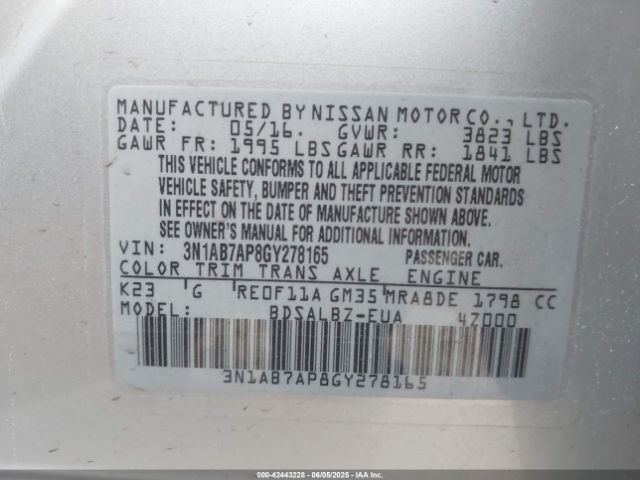 MANUFACTURED BY NISSAN MOTOR CO., LTD.
DATE: 05/16. GVWR: 3823 LBS
GAWR FR: 1995 LBS GAWR RR: 1841 LBS
THIS VEHICLE CONFORMS TO ALL APPLICABLE FEDERAL MOTOR
VEHICLE SAFETY, BUMPER AND THEFT PREVENTION STANDARDS
IN EFFECT ON THE DATE OF MANUFACTURE SHOWN ABOVE.
SEE OWNER'S MANUAL FOR ADDITIONAL INFORMATION
VIN: 3N1AB7AP8GY278165 PASSENGER CAR.
COLOR TRIM TRANS AXLE ENGINE
K23 G RE0F11A GM35 MRA8DE 1798 CC
MODEL: BDSALBZ-EUA 4Z000
3N1AB7AP8GY278165
000-42443228 - 06/05/2025 - IAAI.com